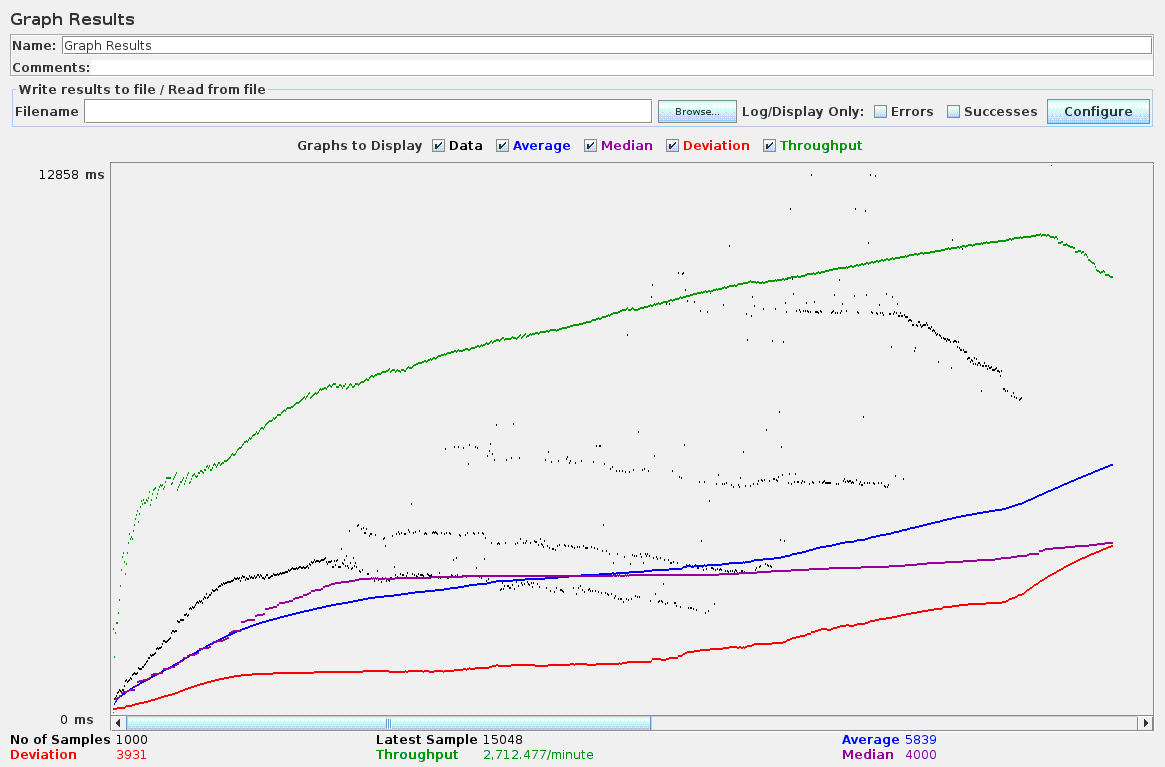 Graph Results
Name: Graph Results
Comments:
Write results to file / Read from file
Filename Browse... Log/Display Only: Errors Successes Configure
Graphs to Display Data Average Median Deviation Throughput
12858 ms
0 ms
No of Samples 1000 Latest Sample 15048 Average 5839
Deviation 3931 Throughput 2,712.477/minute Median 4000